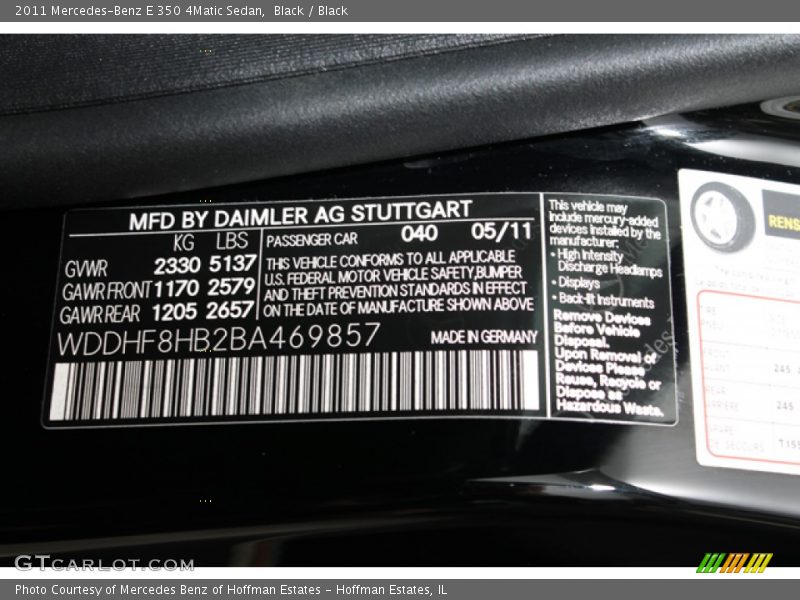 2011 Mercedes-Benz E 350 4Matic Sedan, Black / Black
MFD BY DAIMLER AG STUTTGART
KG LBS
GVWR 2330 5137
GAWR FRONT 1170 2579
GAWR REAR 1205 2657
PASSENGER CAR 040 05/11
THIS VEHICLE CONFORMS TO ALL APPLICABLE
U.S. FEDERAL MOTOR VEHICLE SAFETY, BUMPER
AND THEFT PREVENTION STANDARDS IN EFFECT
ON THE DATE OF MANUFACTURE SHOWN ABOVE
WDDHF8HB2BA469857
MADE IN GERMANY
This vehicle may
include mercury-added
devices installed by the
manufacturer:
• High Intensity
Discharge Headlamps
• Displays
• Back-lit Instruments
Remove Devices
Before Vehicle
Disposal.
Upon Removal of
Devices Please
Reuse, Recycle or
Dispose as
Hazardous Waste.
RENS
245
245
T155
GTCARLOT.COM
Photo Courtesy of Mercedes Benz of Hoffman Estates - Hoffman Estates, IL